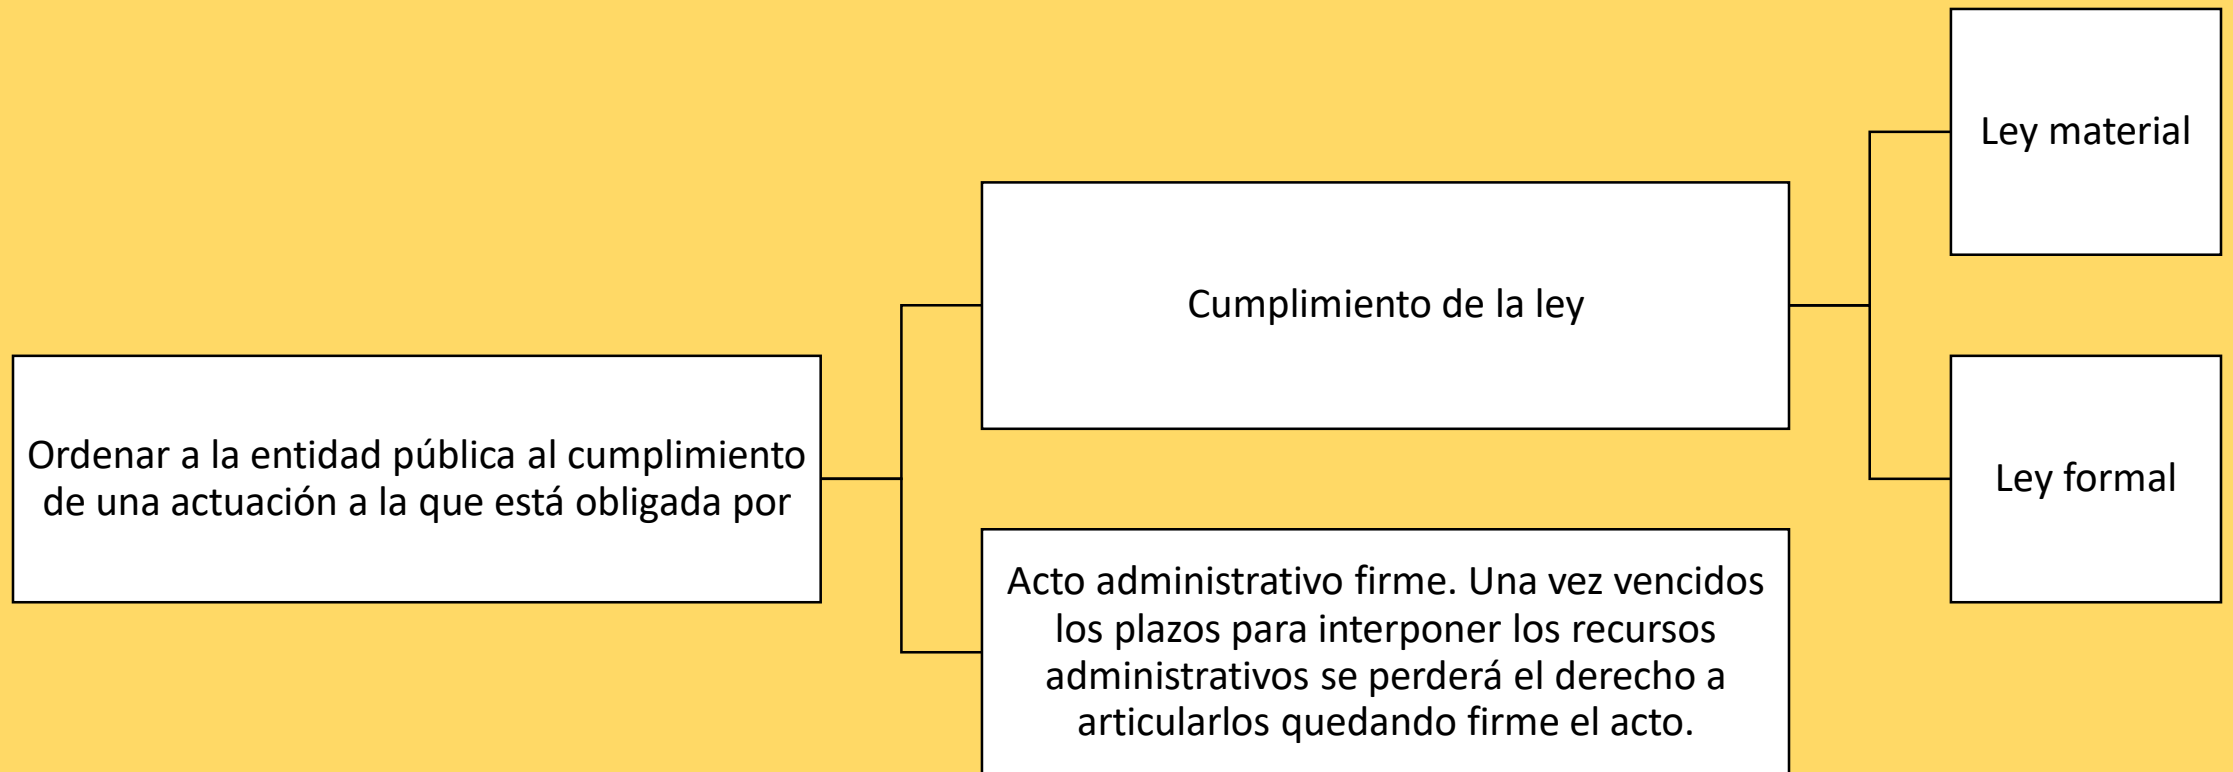 Ordenar a la entidad pública al cumplimiento
de una actuación a la que está obligada por
Cumplimiento de la ley
Ley material
Ley formal
Acto administrativo firme. Una vez vencidos
los plazos para interponer los recursos
administrativos se perderá el derecho a
articularlos quedando firme el acto.